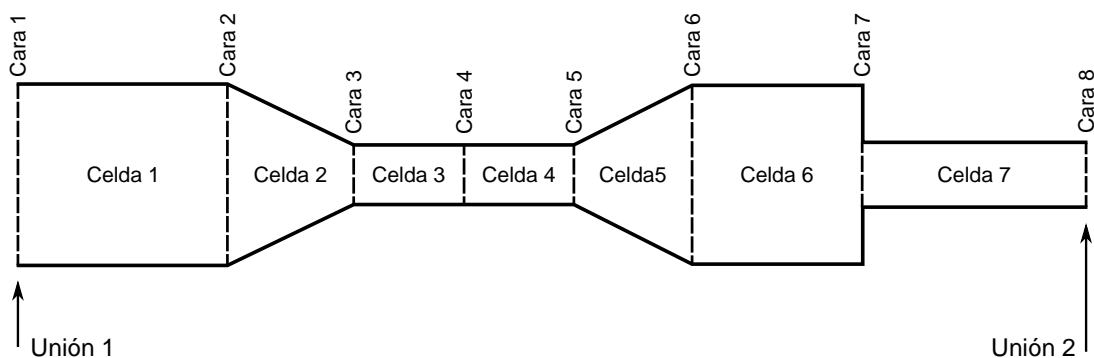 Cara 1
Cara 2
Cara 3
Cara 4
Cara 5
Cara 6
Cara 7
Cara 8
Celda 1
Celda 2
Celda 3
Celda 4
Celda5
Celda 6
Celda 7
Unión 1
Unión 2